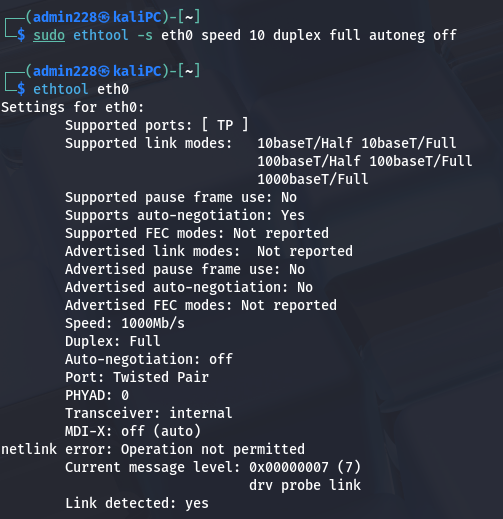 ┌──(admin228㉿kaliPC)-[~]
└─$ sudo ethtool -s eth0 speed 10 duplex full autoneg off
┌──(admin228㉿kaliPC)-[~]
└─$ ethtool eth0
Settings for eth0:
Supported ports: [ TP ]
Supported link modes:   10baseT/Half 10baseT/Full
100baseT/Half 100baseT/Full
1000baseT/Full
Supported pause frame use: No
Supports auto-negotiation: Yes
Supported FEC modes: Not reported
Advertised link modes:  Not reported
Advertised pause frame use: No
Advertised auto-negotiation: No
Advertised FEC modes: Not reported
Speed: 1000Mb/s
Duplex: Full
Auto-negotiation: off
Port: Twisted Pair
PHYAD: 0
Transceiver: internal
MDI-X: off (auto)
netlink error: Operation not permitted
Current message level: 0x00000007 (7)
drv probe link
Link detected: yes